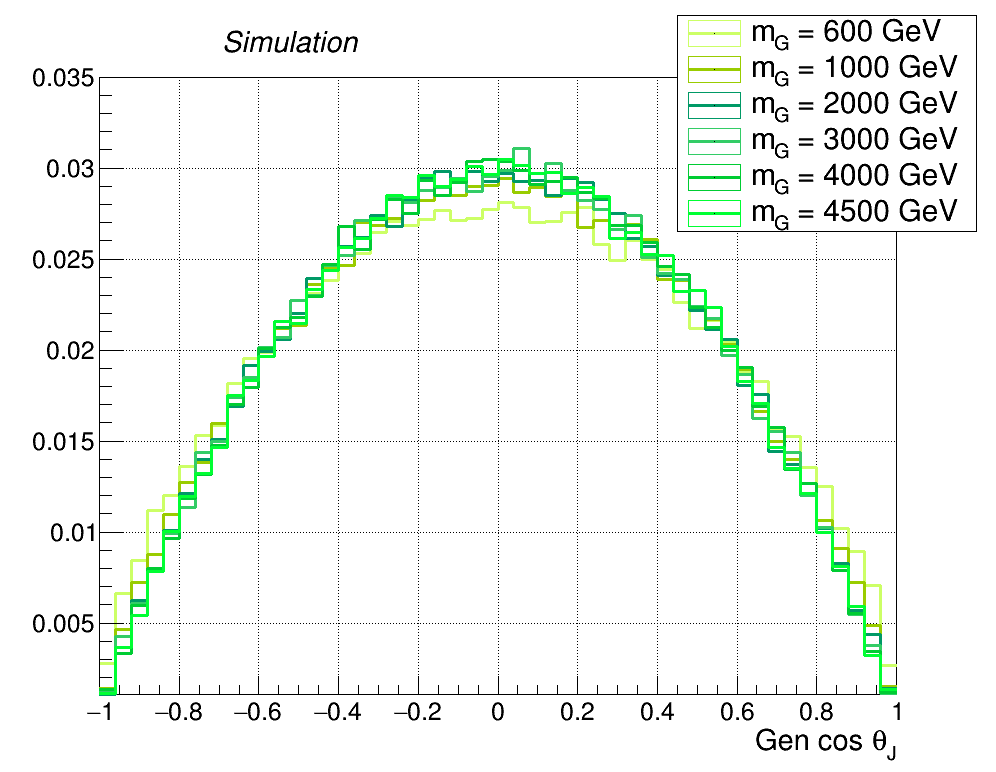 Simulation
m_G = 600 GeV
m_G = 1000 GeV
m_G = 2000 GeV
m_G = 3000 GeV
m_G = 4000 GeV
m_G = 4500 GeV
0.035
0.03
0.025
0.02
0.015
0.01
0.005
−1 −0.8 −0.6 −0.4 −0.2 0 0.2 0.4 0.6 0.8 1
Gen cos θ_J